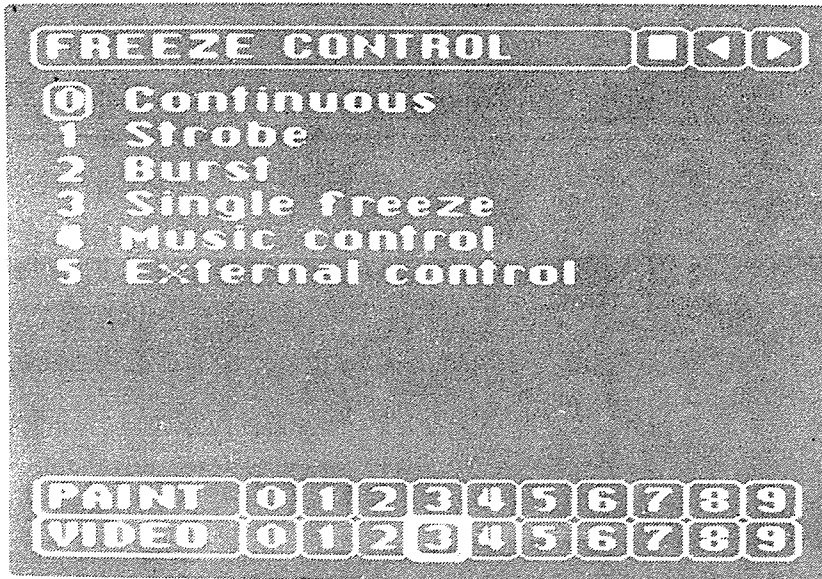 FREEZE CONTROL
0 Continuous
1 Strobe
2 Burst
3 Single freeze
4 Music control
5 External control
PAINT 0 1 2 3 4 5 6 7 8 9
VIDEO 0 1 2 3 4 5 6 7 8 9